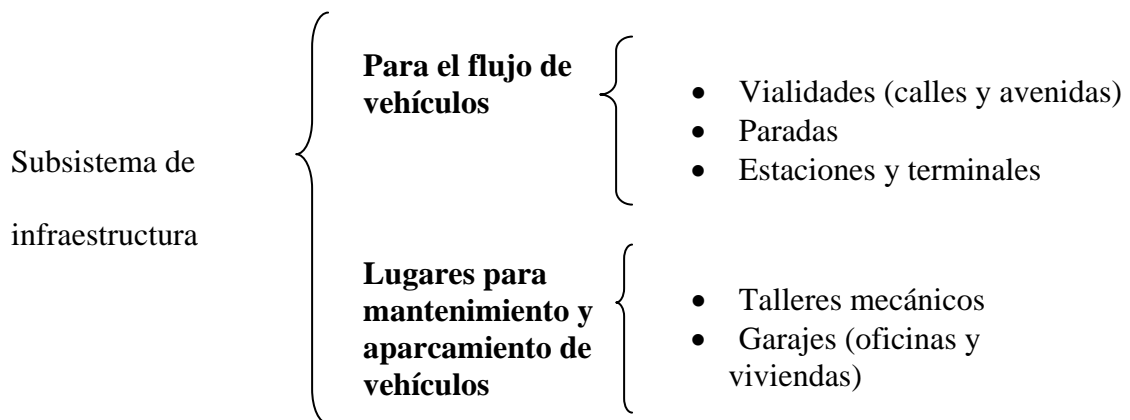 Subsistema de
infraestructura
Para el flujo de
vehículos
• Vialidades (calles y avenidas)
• Paradas
• Estaciones y terminales
Lugares para
mantenimiento y
aparcamiento de
vehículos
• Talleres mecánicos
• Garajes (oficinas y
viviendas)